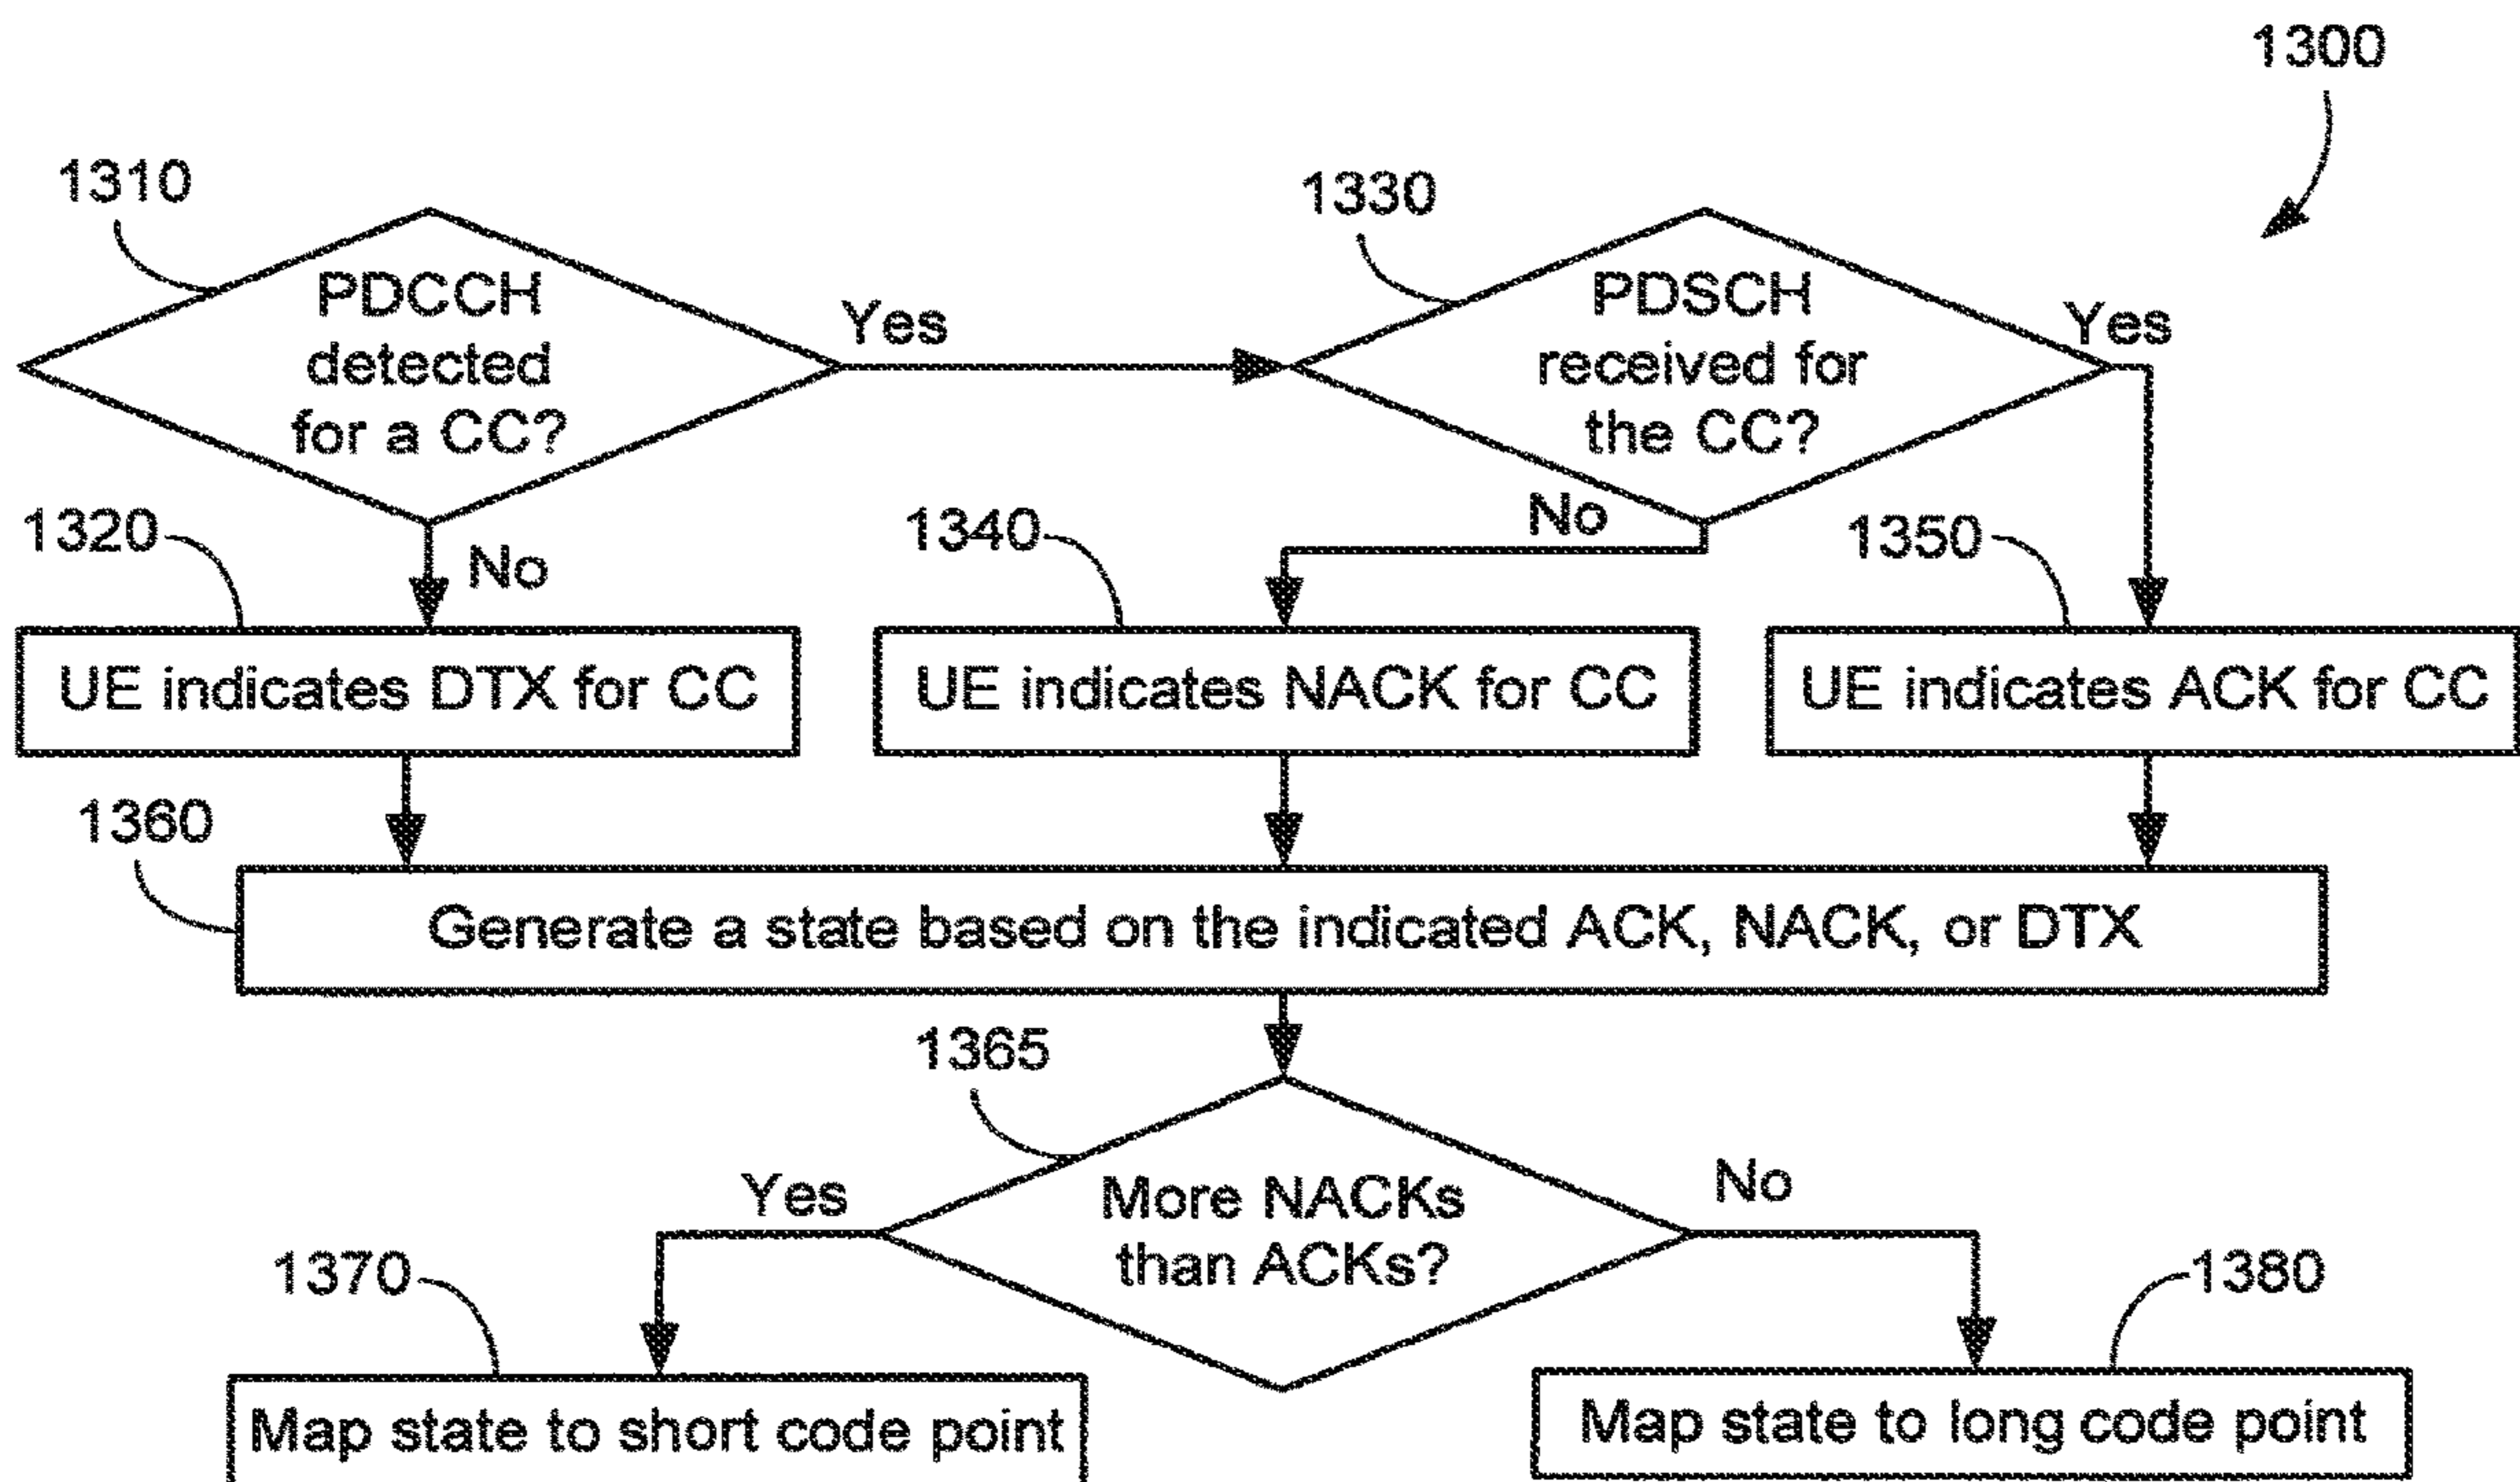 1300
1310
1330
PDCCH
detected
for a CC?
Yes
PDSCH
received for
the CC?
Yes
1320
No
1340
No
1350
UE indicates DTX for CC
UE indicates NACK for CC
UE indicates ACK for CC
1360
Generate a state based on the indicated ACK, NACK, or DTX
1365
Yes
More NACKs
than ACKs?
No
1370
1380
Map state to short code point
Map state to long code point